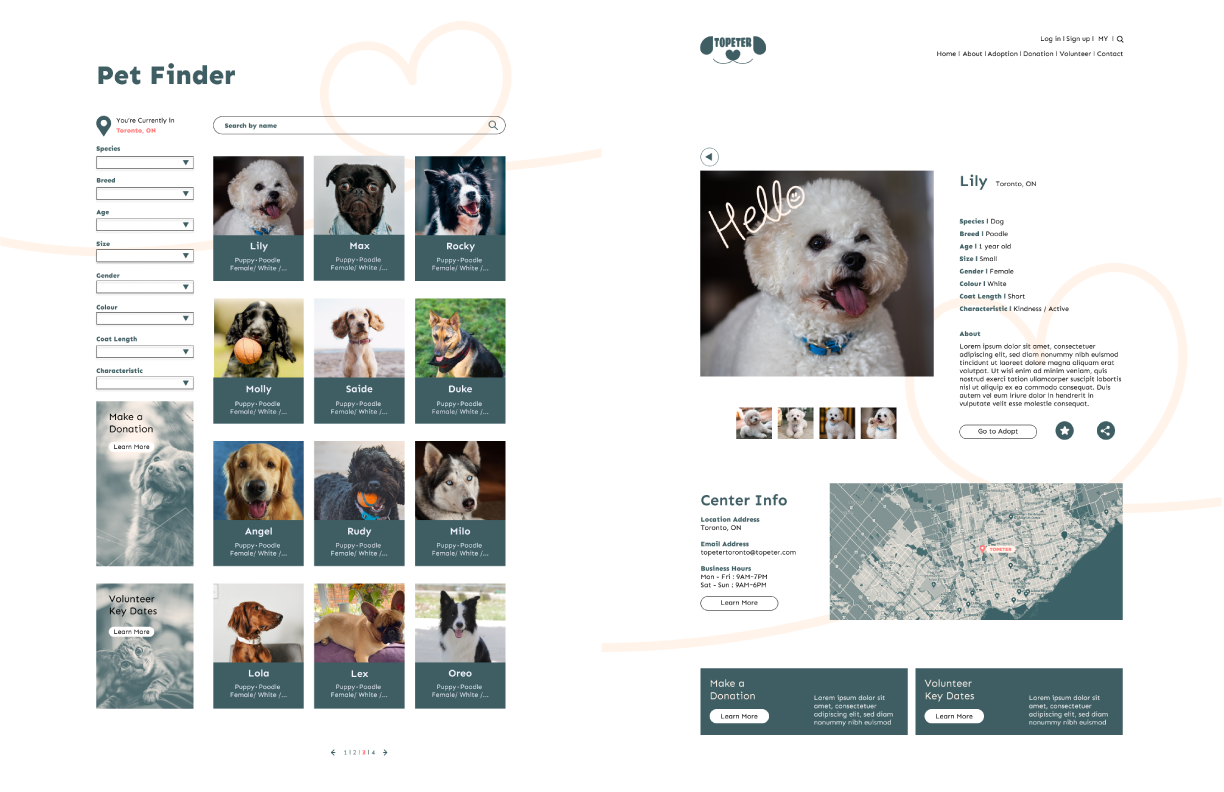 Pet Finder
You're Currently in
Toronto, OH
Species
Breed
Age
Size
Gender
Colour
Coat Length
Characteristic
Make a
Donation
Learn More
Volunteer
Key Dates
Learn More
Search by name
Lily
Puppy·Poodle
Female/ White /...
Max
Puppy·Poodle
Female/ White /...
Rocky
Puppy·Poodle
Female/ White /...
Molly
Puppy·Poodle
Female/ White /...
Saide
Puppy·Poodle
Female/ White /...
Duke
Puppy·Poodle
Female/ White /...
Angel
Puppy·Poodle
Female/ White /...
Rudy
Puppy·Poodle
Female/ White /...
Milo
Puppy·Poodle
Female/ White /...
Lola
Puppy·Poodle
Female/ White /...
Lex
Puppy·Poodle
Female/ White /...
Oreo
Puppy·Poodle
Female/ White /...
1 | 2 | 3 | 4
TOPETER
Log in | Sign up | MY |
Home | About | Adoption | Donation | Volunteer | Contact
Hello
Lily Toronto, ON
Species | Dog
Breed | Poodle
Age | 1 year old
Size | Small
Gender | Female
Colour | White
Coat Length | Short
Characteristic | Kindness / Active
About
Lorem ipsum dolor sit amet, consectetuer
adipiscing elit, sed diam nonummy nibh euismod
tincidunt ut laoreet dolore magna aliquam erat
volutpat. Ut wisi enim ad minim veniam, quis
nostrud exerci tation ullamcorper suscipit lobortis
nisl ut aliquip ex ea commodo consequat. Duis
autem vel eum iriure dolor in hendrerit in
vulputate velit esse molestie consequat.
Go to Adopt
Center Info
Location Address
Toronto, ON
Email Address
topetertoronto@topeter.com
Business Hours
Mon - Fri : 9AM-7PM
Sat - Sun : 9AM-6PM
Learn More
TOPETER
Make a
Donation
Learn More
Lorem ipsum dolor sit
amet, consectetuer
adipiscing elit, sed diam
nonummy nibh euismod
Volunteer
Key Dates
Learn More
Lorem ipsum dolor sit
amet, consectetuer
adipiscing elit, sed diam
nonummy nibh euismod